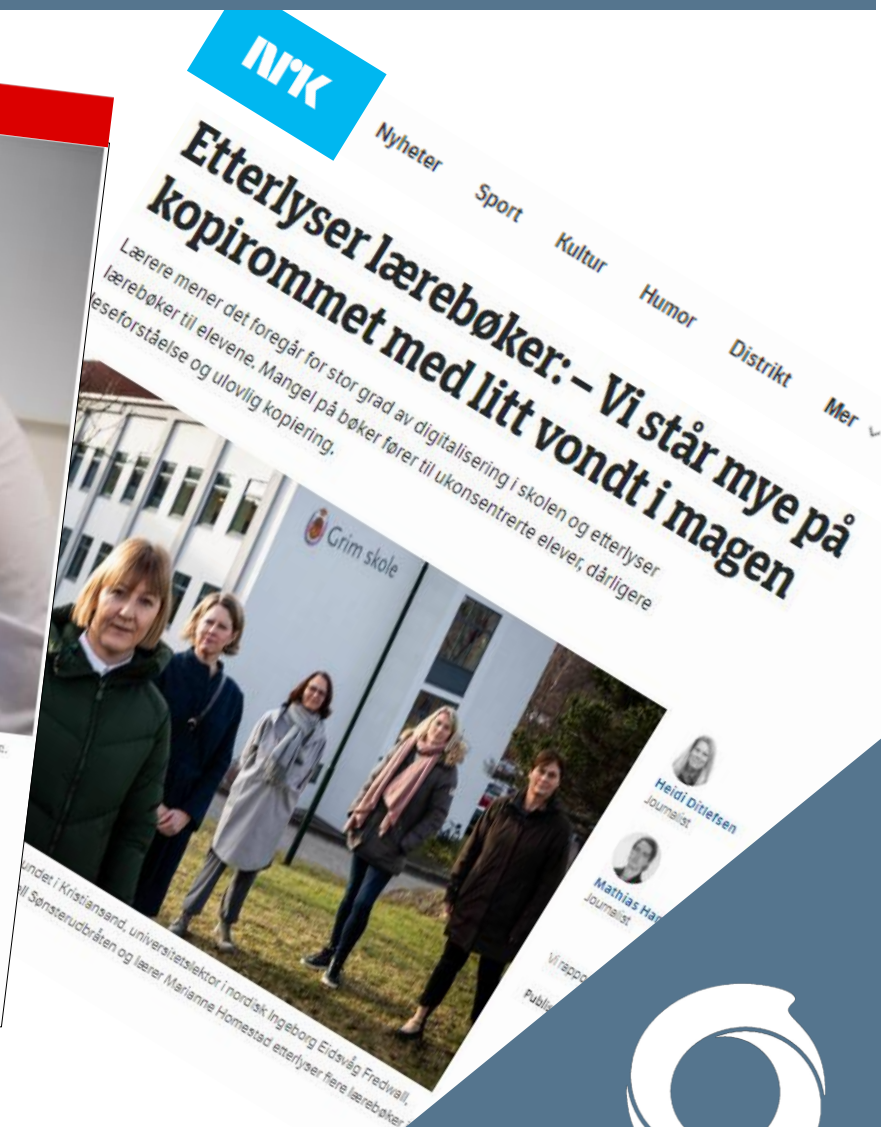 NrK
Nyheter
Sport
Kultur
Humor
Distrikt
Mer
Etterlyser lærebøker: – Vi står mye på
kopirommet med litt vondt i magen
Lærere mener det foregår for stor grad av digitalisering i skolen og etterlyser
lærebøker til elevene. Mangel på bøker fører til ukonsentrerte elever, dårligere
leseforståelse og ulovlig kopiering.
Grim skole
Heidi Ditlefsen
Journalist
Mathias
Journalist
Vi
i Kristiansand, universitetslektor i nordisk Ingeborg Eidsvåg Fredwall,
Sønsterudbråten og lærer Marianne Homestad etterlyser flere lærebøker